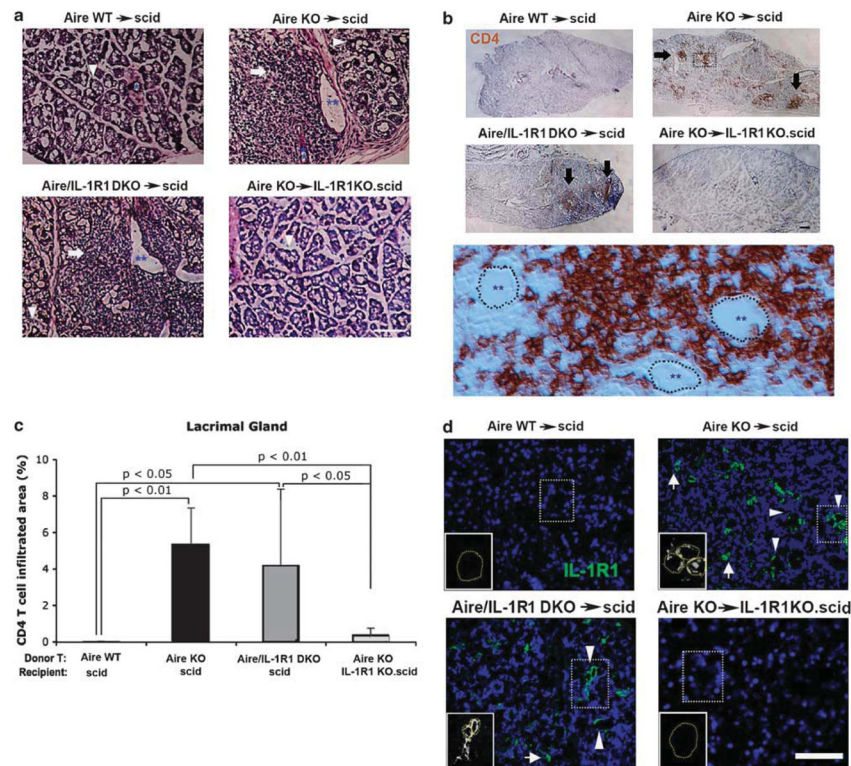 a
Aire WT → scid
Aire KO → scid
**
Aire/IL-1R1 DKO → scid
Aire KO → IL-1R1KO.scid
**
b
Aire WT → scid
Aire KO → scid
CD4
Aire/IL-1R1 DKO → scid
Aire KO → IL-1R1 KO.scid
**
**
**
c
Lacrimal Gland
CD4 T cell infiltrated area (%)
10
8
6
4
2
0
p < 0.01
p < 0.05
p < 0.05
p < 0.01
Donor T: Aire WT Aire KO Aire/IL-1R1 DKO Aire KO
Recipient: scid scid scid IL-1R1 KO.scid
d
Aire WT → scid
Aire KO → scid
IL-1R1
Aire/IL-1R1 DKO → scid
Aire KO → IL-1R1KO.scid